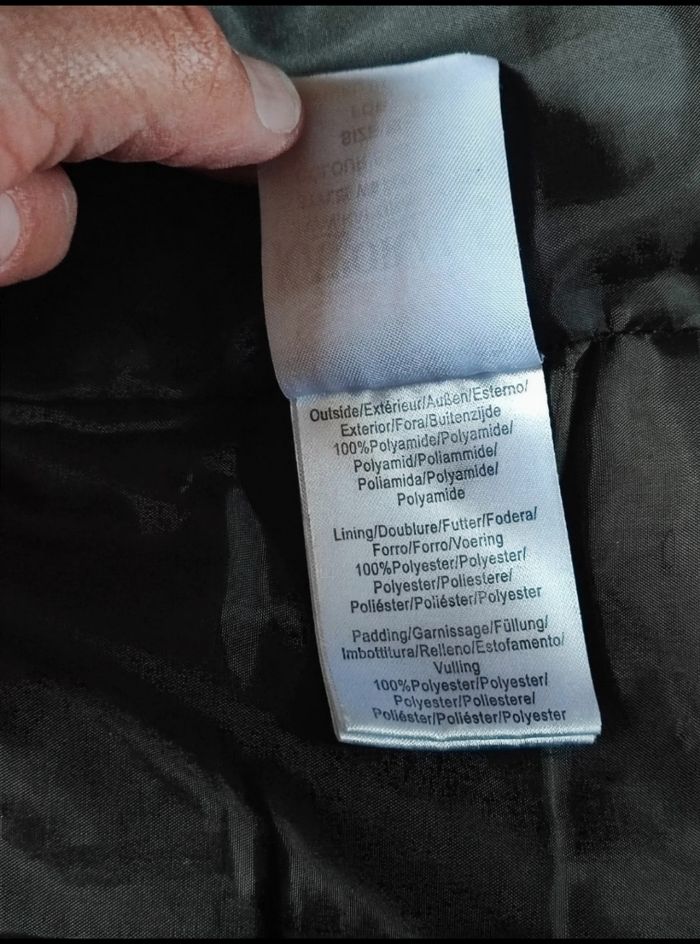 Outside/Extérieur/Außen/Esterno/
Exterior/Fora/Buitenzijde
100%Polyamide/Polyamide/
Polyamid/Poliammide/
Poliamida/Polyamide/
Polyamide
Lining/Doublure/Futter/Fodera/
Forro/Forro/Voering
100%Polyester/Polyester/
Polyester/Poliestere/
Poliéster/Poliéster/Polyester
Padding/Garnissage/Füllung/
Imbottitura/Relleno/Estofamento/
Vulling
100%Polyester/Polyester/
Polyester/Poliestere/
Poliéster/Poliéster/Polyester